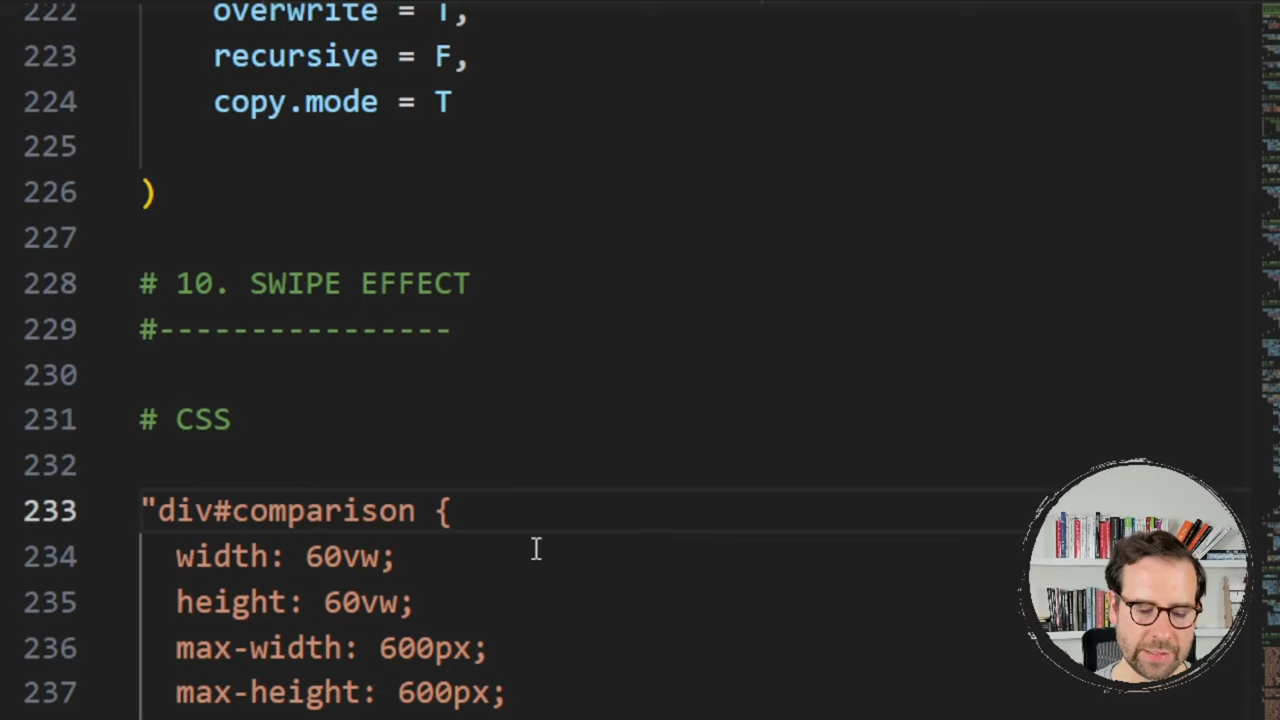 222 overwrite = T,
223 recursive = F,
224 copy.mode = T
225
226 )
227
228 # 10. SWIPE EFFECT
229 #----------------
230
231 # CSS
232
233 "div#comparison {
234 width: 60vw;
235 height: 60vw;
236 max-width: 600px;
237 max-height: 600px;